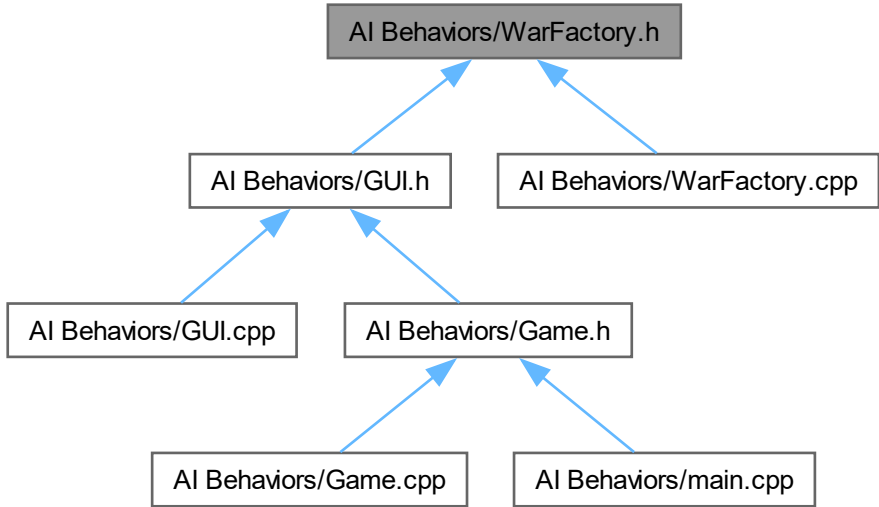 AI Behaviors/WarFactory.h
AI Behaviors/GUI.h
AI Behaviors/WarFactory.cpp
AI Behaviors/GUI.cpp
AI Behaviors/Game.h
AI Behaviors/Game.cpp
AI Behaviors/main.cpp